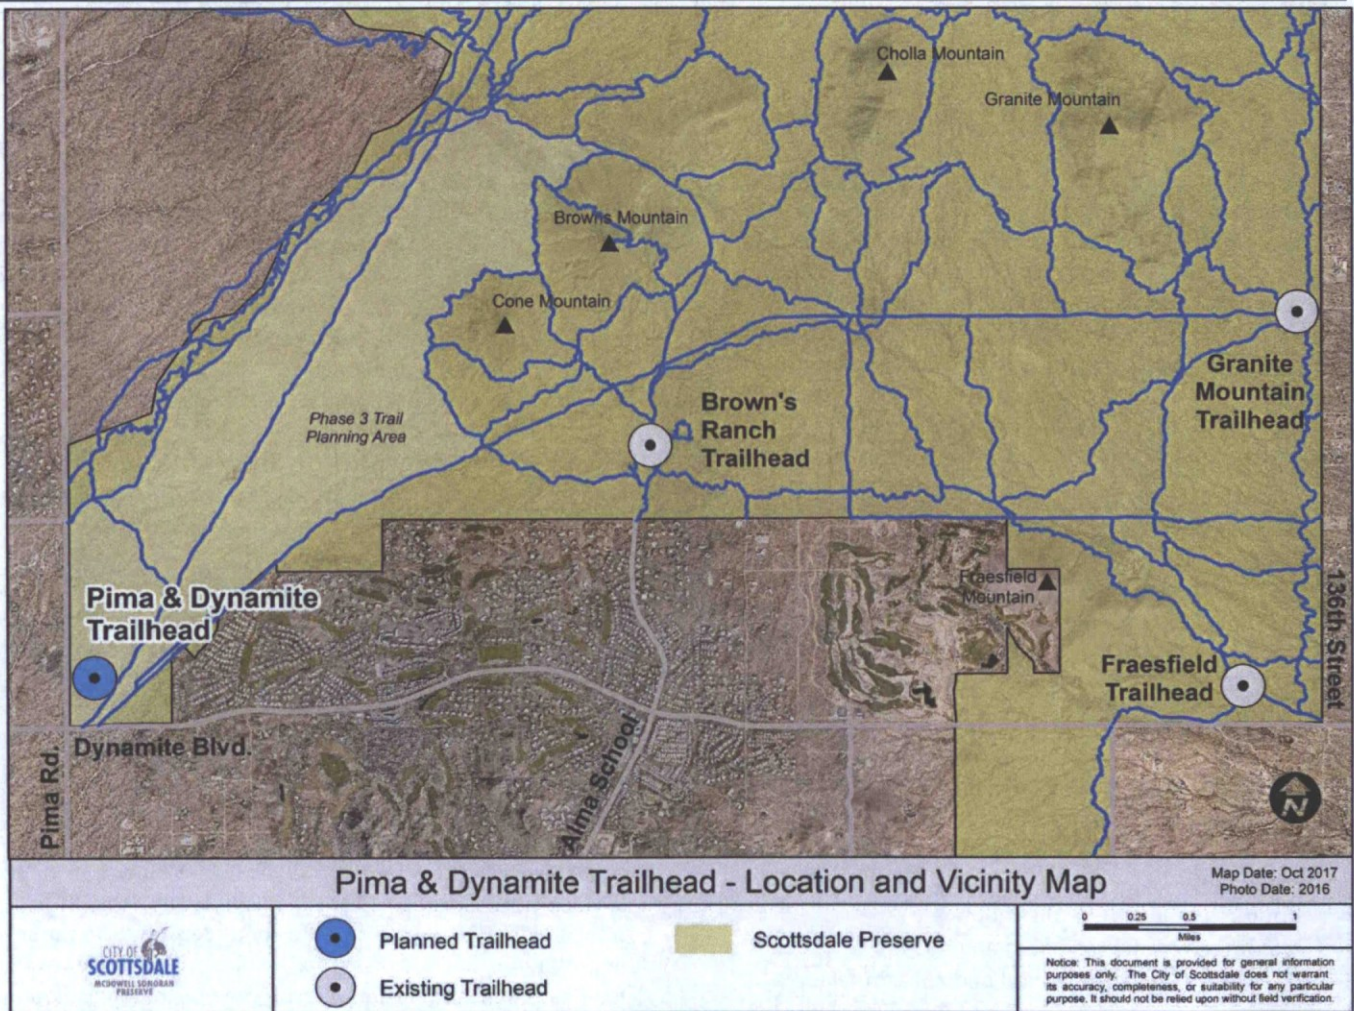 Cholla Mountain
Granite Mountain
Browns Mountain
Cone Mountain
Granite
Mountain
Trailhead
Brown's
Ranch
Trailhead
Phase 3 Trail
Planning Area
Fraesfield
Mountain
136th Street
Pima & Dynamite
Trailhead
Fraesfield
Trailhead
Pima Rd.
Dynamite Blvd.
Alma School
N
Pima & Dynamite Trailhead - Location and Vicinity Map
Map Date: Oct 2017
Photo Date: 2016
CITY OF
SCOTTSDALE
MCDOWELL SONORAN
PRESERVE
Planned Trailhead
Existing Trailhead
Scottsdale Preserve
0 0.25 0.5 1
Miles
Notice: This document is provided for general information
purposes only. The City of Scottsdale does not warrant
its accuracy, completeness, or suitability for any particular
purpose. It should not be relied upon without field verification.